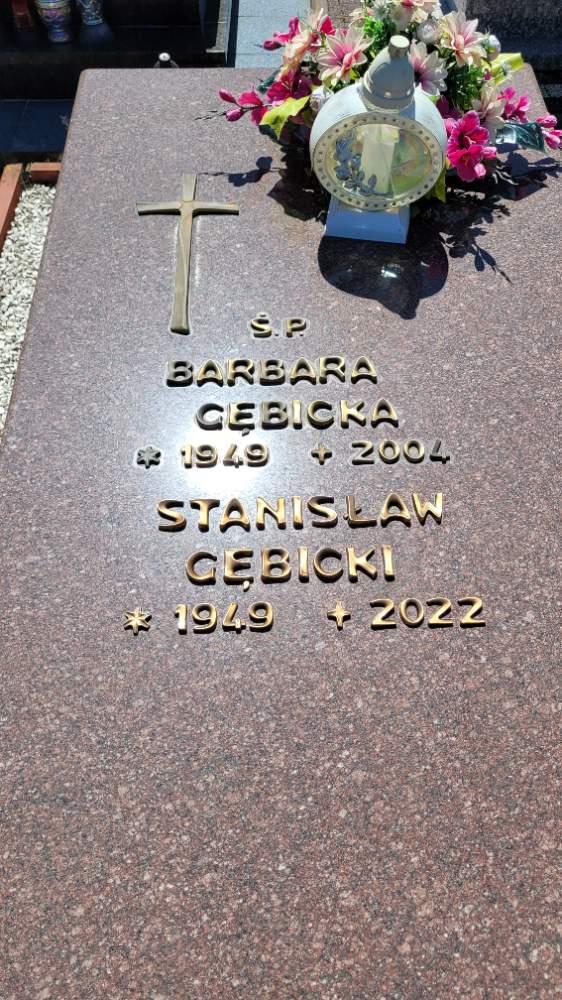 Ś.P.
BARBARA
GĘBICKA
* 1949 + 2004
STANISŁAW
GĘBICKI
* 1949 + 2022